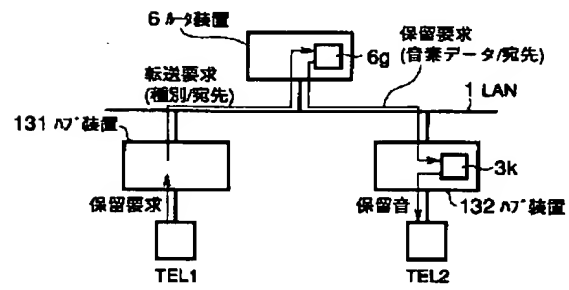 6 ルータ装置
6g
保留要求
(音楽データ/宛先)
転送要求
(種別/宛先)
1 LAN
131 ハブ装置
3k
保留要求
保留音
132 ハブ装置
TEL1
TEL2